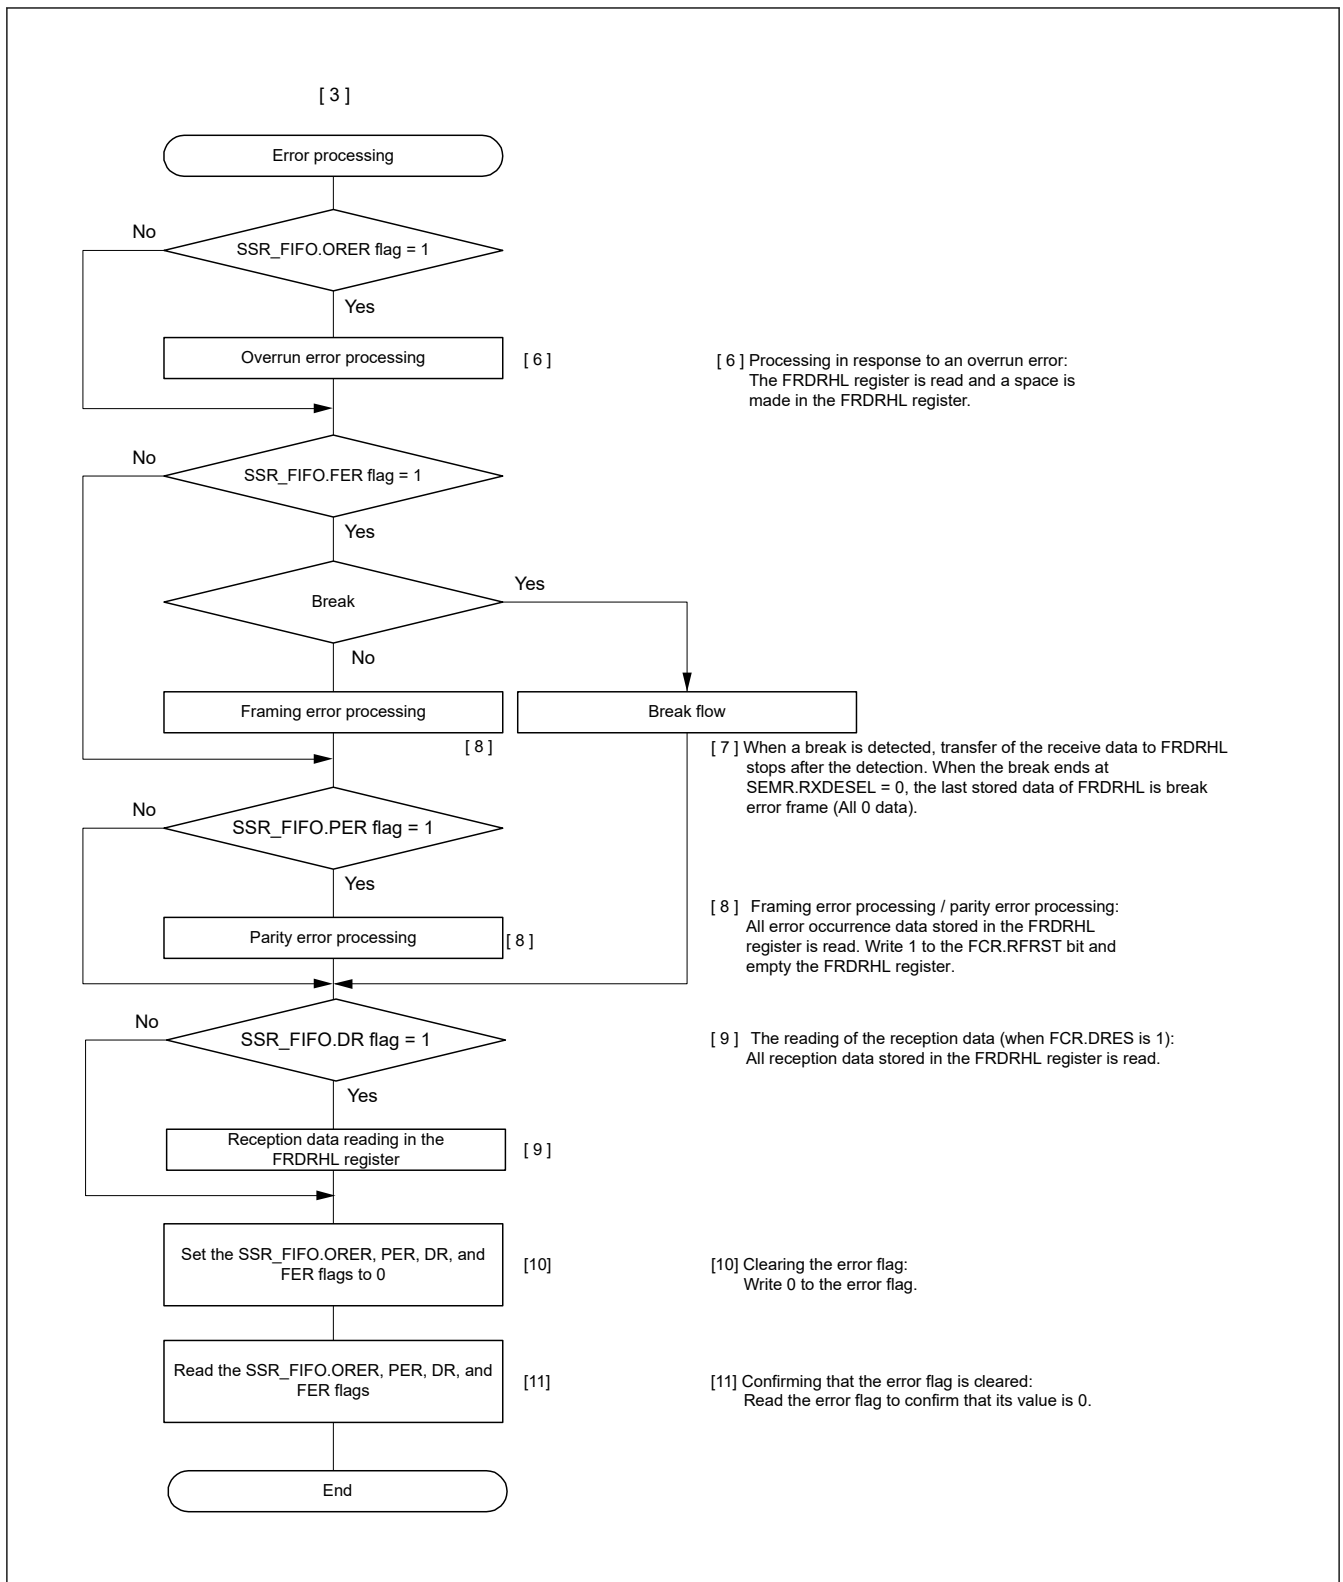 [ 3 ]
Error processing
No
SSR_FIFO.ORER flag = 1
Yes
Overrun error processing
[ 6 ]
[ 6 ] Processing in response to an overrun error:
The FRDRHL register is read and a space is
made in the FRDRHL register.
No
SSR_FIFO.FER flag = 1
Yes
Break
Yes
No
Framing error processing
Break flow
[ 8 ]
[ 7 ] When a break is detected, transfer of the receive data to FRDRHL
stops after the detection. When the break ends at
SEMR.RXDESEL = 0, the last stored data of FRDRHL is break
error frame (All 0 data).
No
SSR_FIFO.PER flag = 1
Yes
Parity error processing
[ 8 ]
[ 8 ] Framing error processing / parity error processing:
All error occurrence data stored in the FRDRHL
register is read. Write 1 to the FCR.RFRST bit and
empty the FRDRHL register.
No
SSR_FIFO.DR flag = 1
Yes
[ 9 ] The reading of the reception data (when FCR.DRES is 1):
All reception data stored in the FRDRHL register is read.
Reception data reading in the
FRDRHL register
[ 9 ]
Set the SSR_FIFO.ORER, PER, DR, and
FER flags to 0
[10]
[10] Clearing the error flag:
Write 0 to the error flag.
Read the SSR_FIFO.ORER, PER, DR, and
FER flags
[11]
[11] Confirming that the error flag is cleared:
Read the error flag to confirm that its value is 0.
End